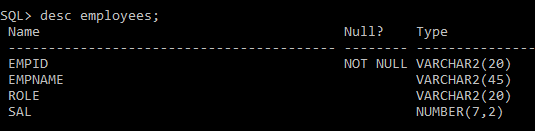 SQL> desc employees;
Name Null? Type
----------------------------------------- -------- ----------------
EMPID NOT NULL VARCHAR2(20)
EMPNAME VARCHAR2(45)
ROLE VARCHAR2(20)
SAL NUMBER(7,2)